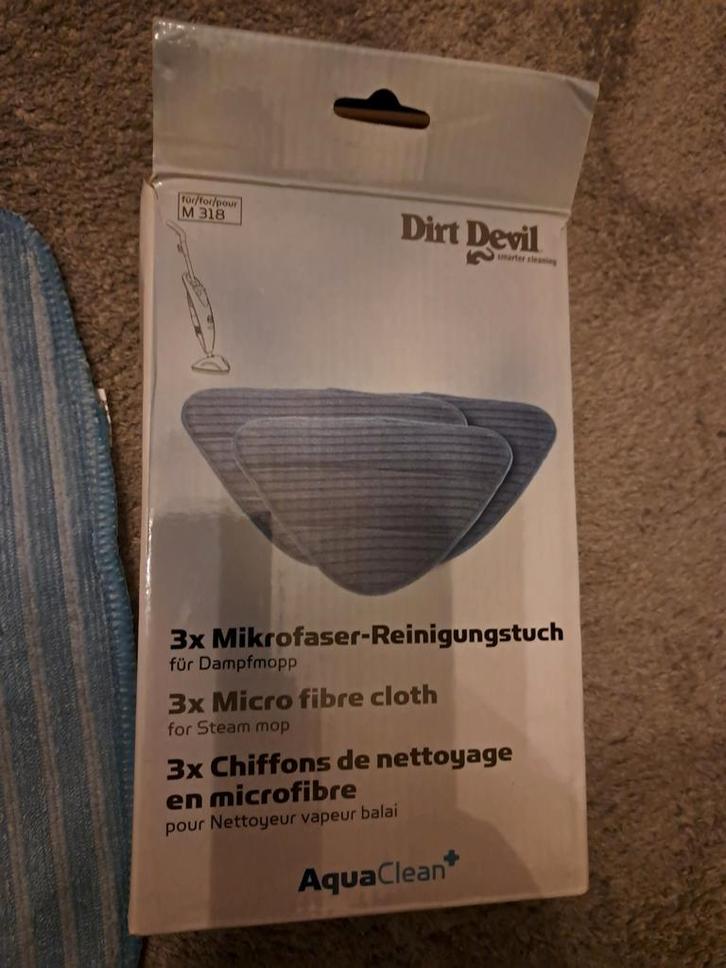 für/for/pour
M 318
Dirt Devil
smarter cleaning
3x Mikrofaser-Reinigungstuch
für Dampfmopp
3x Micro fibre cloth
for Steam mop
3x Chiffons de nettoyage
en microfibre
pour Nettoyeur vapeur balai
AquaClean+